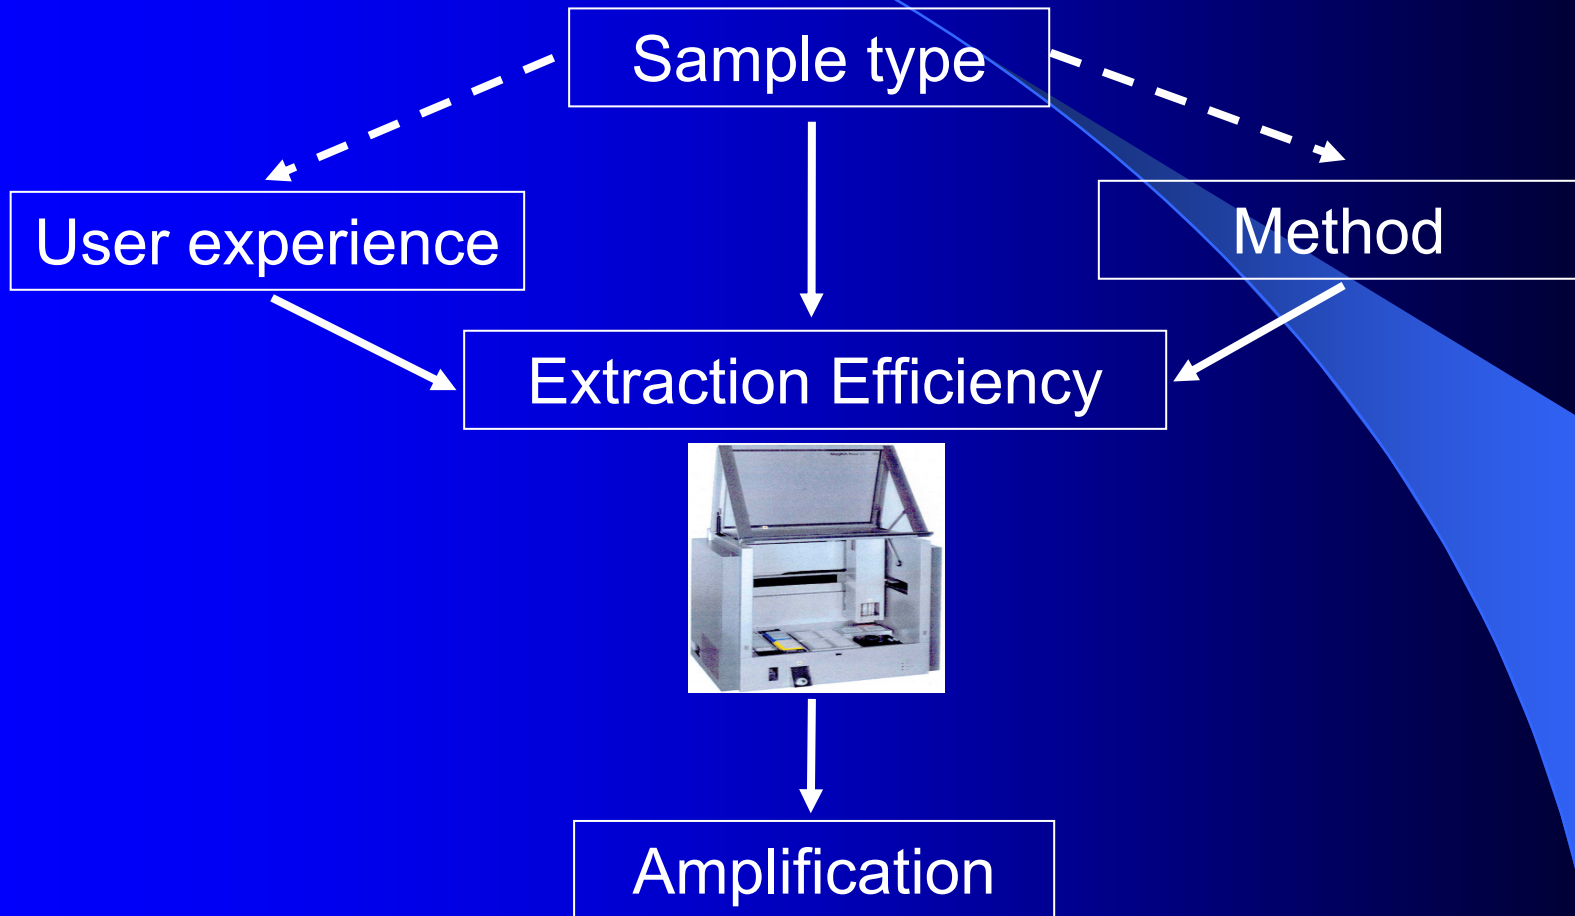 Sample type
User experience
Method
Extraction Efficiency
Amplification